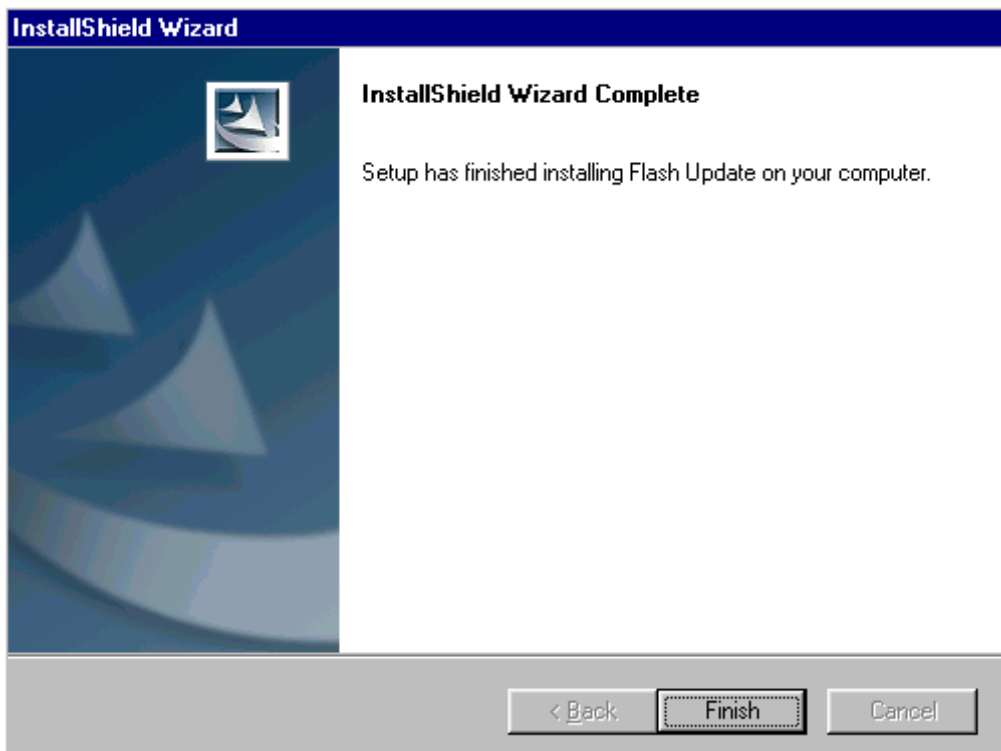 InstallShield Wizard
InstallShield Wizard Complete
Setup has finished installing Flash Update on your computer.
< Back Finish Cancel